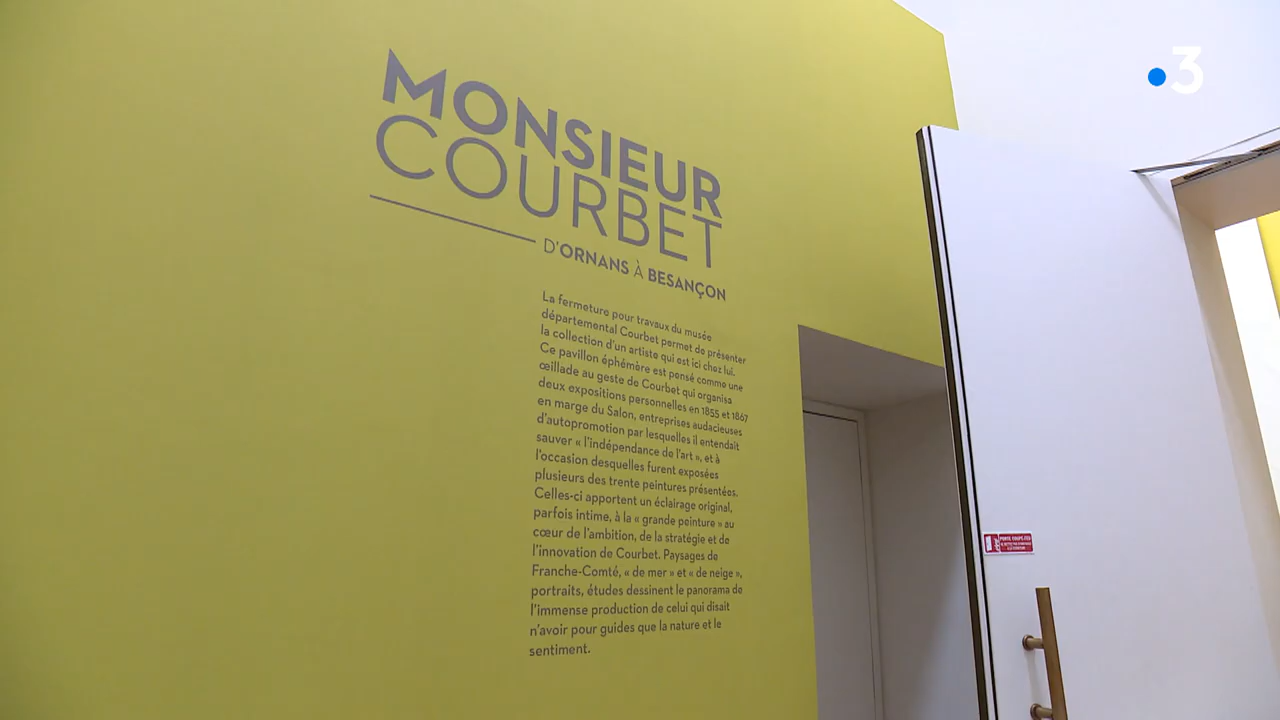 MONSIEUR
COURBET
D'ORNANS À BESANÇON
La fermeture pour travaux du musée
départemental Courbet permet de présenter
la collection d'un artiste qui est ici chez lui.
Ce pavillon éphémère est pensé comme une
œillade au geste de Courbet qui organisa
deux expositions personnelles en 1855 et 1867
en marge du Salon, entreprises audacieuses
d'autopromotion par lesquelles il entendait
sauver « l'indépendance de l'art », et à
l'occasion desquelles furent exposées
plusieurs des trente peintures présentées.
Celles-ci apportent un éclairage original,
parfois intime, à la « grande peinture » au
cœur de l'ambition, de la stratégie et de
l'innovation de Courbet. Paysages de
Franche-Comté, « de mer » et « de neige »,
portraits, études dessinent le panorama de
l'immense production de celui qui disait
n'avoir pour guides que la nature et le
sentiment.
3
PORTE COUPE-FEU